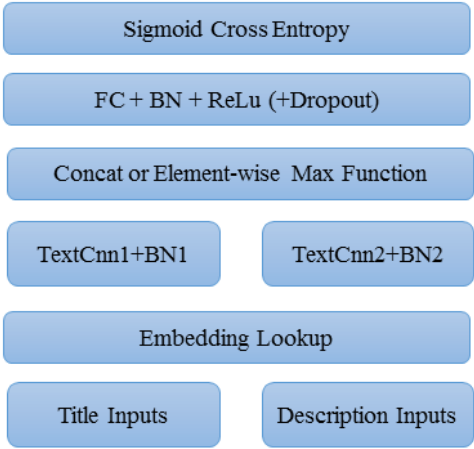 Sigmoid Cross Entropy
FC + BN + ReLu (+Dropout)
Concat or Element-wise Max Function
TextCnn1+BN1
TextCnn2+BN2
Embedding Lookup
Title Inputs
Description Inputs